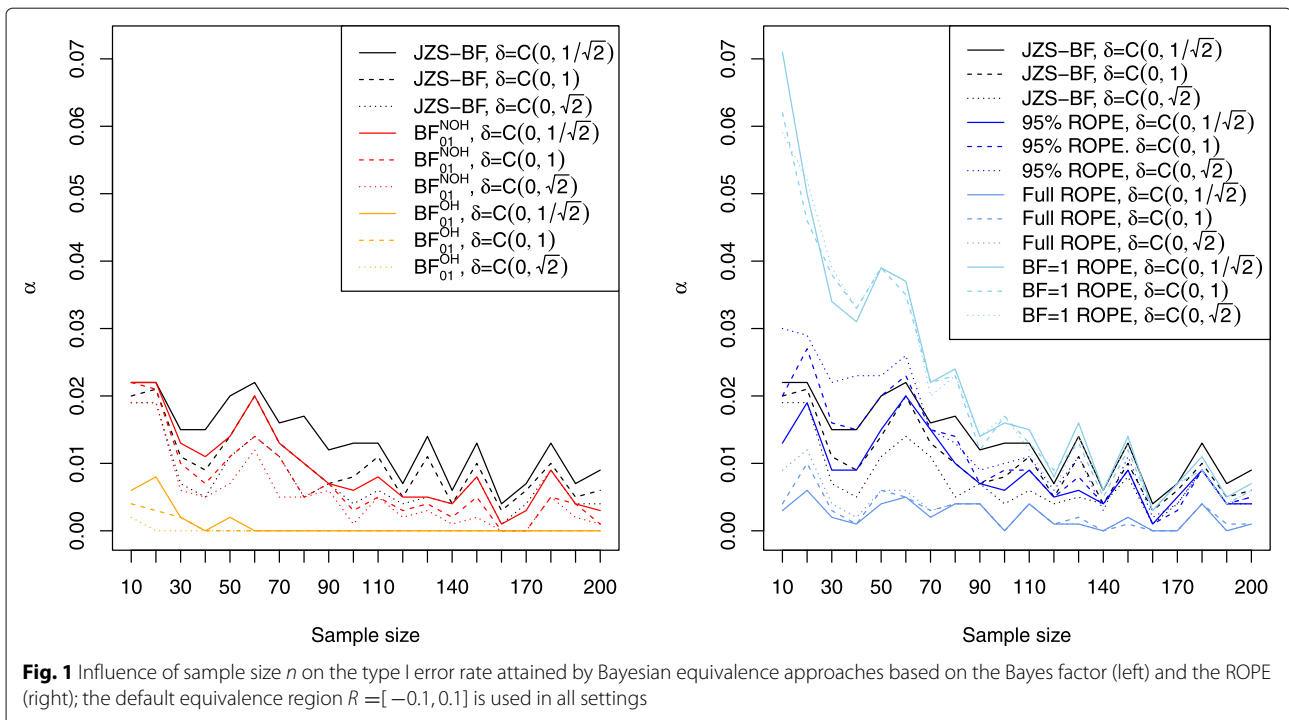 α
0.00 0.01 0.02 0.03 0.04 0.05 0.06 0.07
10 30 50 70 90 110 140 170 200
Sample size
JZS−BF, δ=C(0, 1/√2)
JZS−BF, δ=C(0, 1)
JZS−BF, δ=C(0, √2)
BF₀₁ᴺᴼᴴ, δ=C(0, 1/√2)
BF₀₁ᴺᴼᴴ, δ=C(0, 1)
BF₀₁ᴺᴼᴴ, δ=C(0, √2)
BF₀₁ᴼᴴ, δ=C(0, 1/√2)
BF₀₁ᴼᴴ, δ=C(0, 1)
BF₀₁ᴼᴴ, δ=C(0, √2)
α
0.00 0.01 0.02 0.03 0.04 0.05 0.06 0.07
10 30 50 70 90 110 140 170 200
Sample size
JZS−BF, δ=C(0, 1/√2)
JZS−BF, δ=C(0, 1)
JZS−BF, δ=C(0, √2)
95% ROPE, δ=C(0, 1/√2)
95% ROPE. δ=C(0, 1)
95% ROPE, δ=C(0, √2)
Full ROPE, δ=C(0, 1/√2)
Full ROPE, δ=C(0, 1)
Full ROPE, δ=C(0, √2)
BF=1 ROPE, δ=C(0, 1/√2)
BF=1 ROPE, δ=C(0, 1)
BF=1 ROPE, δ=C(0, √2)
Fig. 1 Influence of sample size n on the type I error rate attained by Bayesian equivalence approaches based on the Bayes factor (left) and the ROPE
(right); the default equivalence region R =[ −0.1, 0.1] is used in all settings